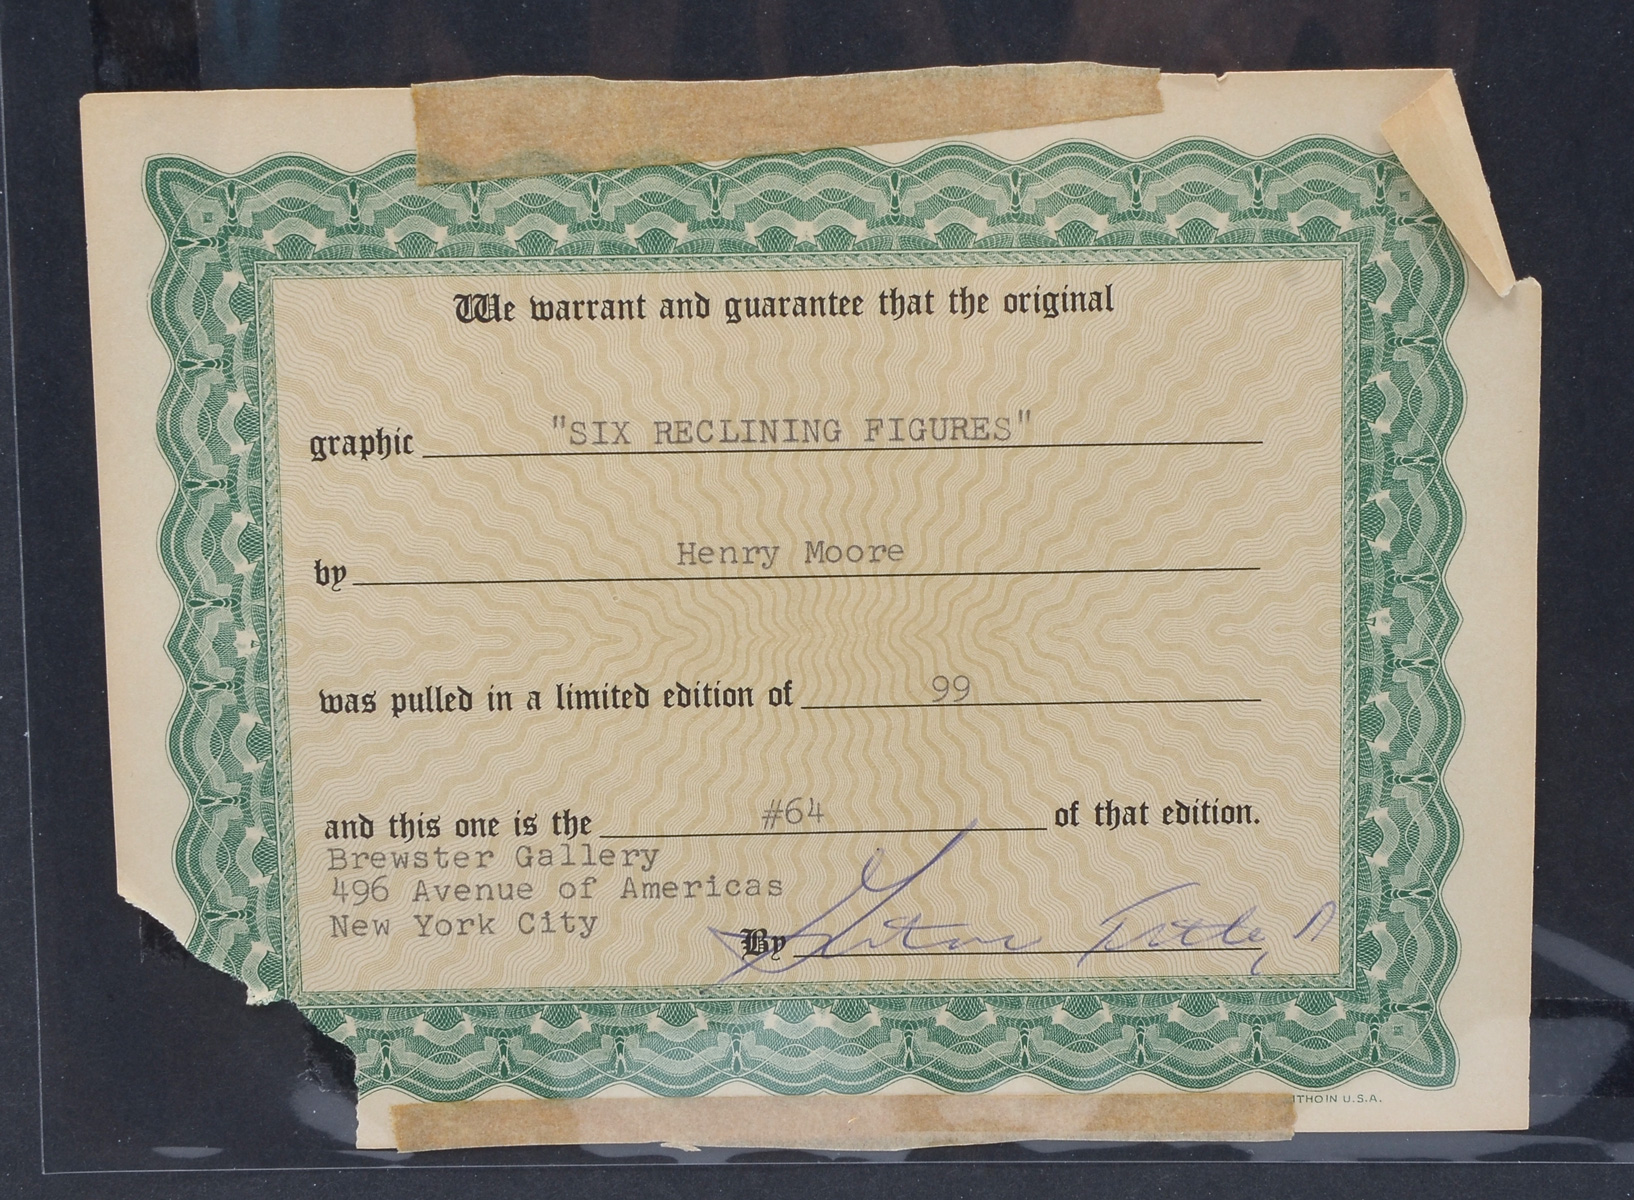 We warrant and guarantee that the original
graphic "SIX RECLINING FIGURES"
by Henry Moore
was pulled in a limited edition of 99
and this one is the #64 of that edition.
Brewster Gallery
496 Avenue of Americas
New York City
By
ITHO IN U.S.A.